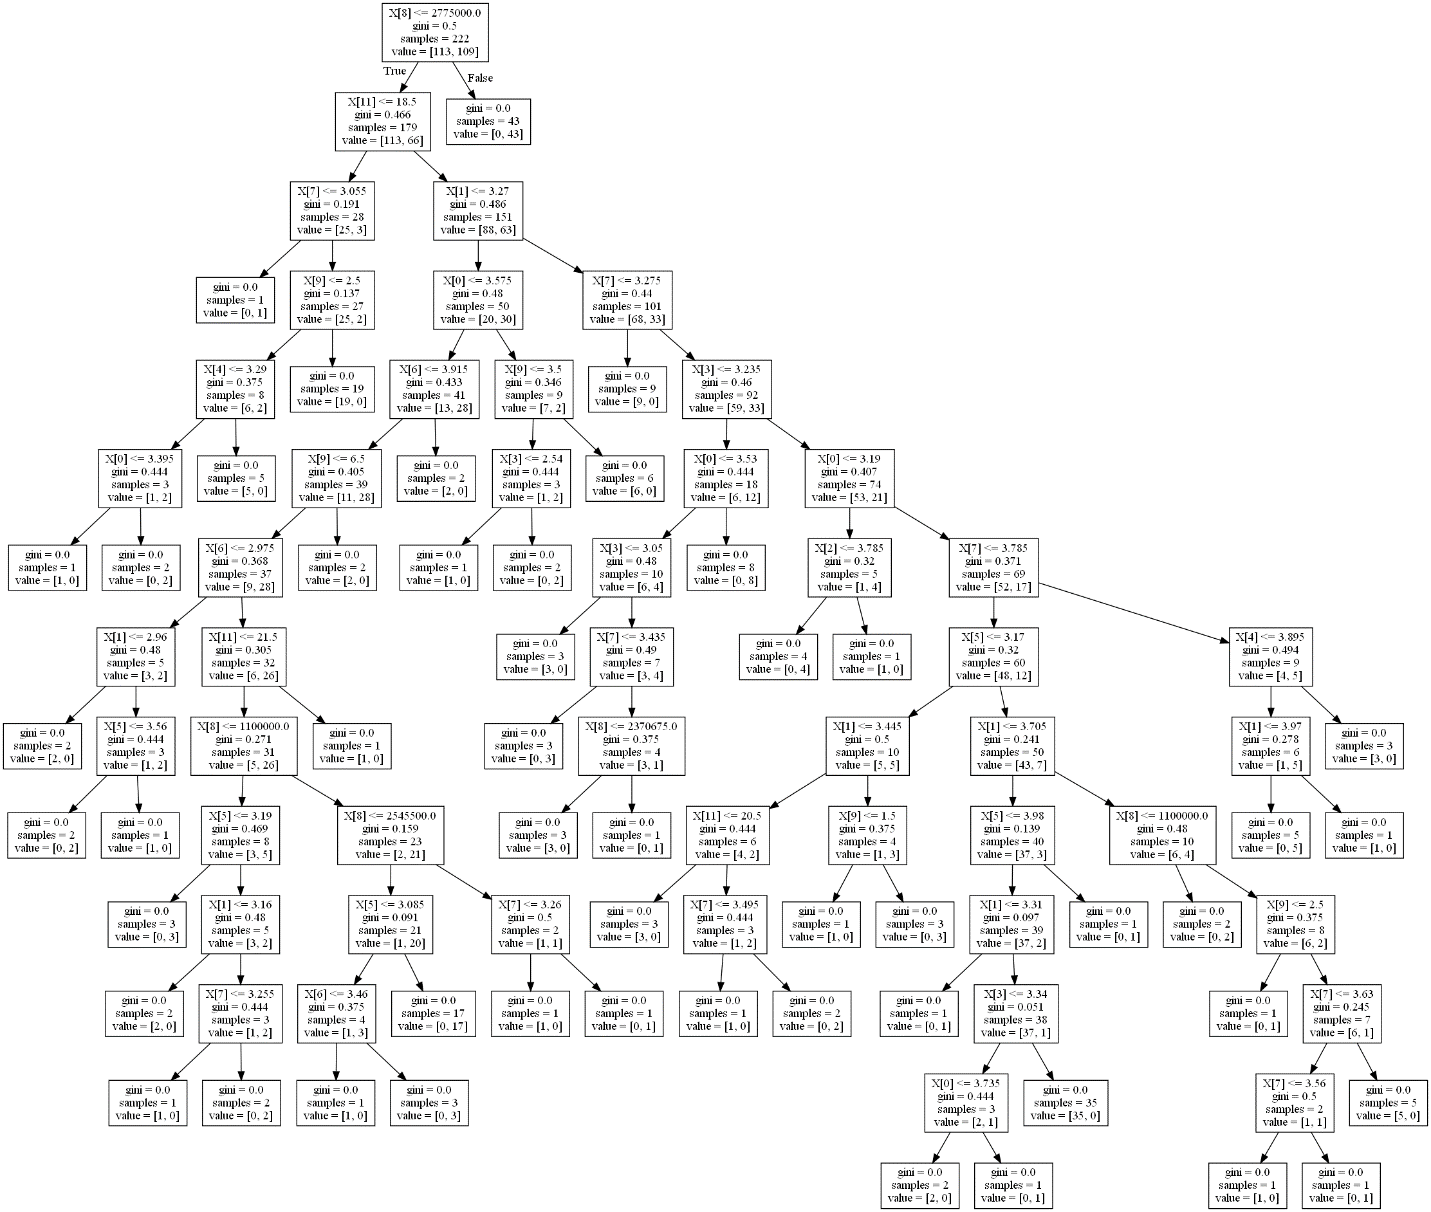 X[8] <= 2775000.0
gini = 0.5
samples = 222
value = [113, 109]
True
False
X[11] <= 18.5
gini = 0.466
samples = 179
value = [113, 66]
gini = 0.0
samples = 43
value = [0, 43]
X[7] <= 3.055
gini = 0.191
samples = 28
value = [25, 3]
X[1] <= 3.27
gini = 0.486
samples = 151
value = [88, 63]
gini = 0.0
samples = 1
value = [0, 1]
X[9] <= 2.5
gini = 0.137
samples = 27
value = [25, 2]
X[0] <= 3.575
gini = 0.48
samples = 50
value = [20, 30]
X[7] <= 3.275
gini = 0.44
samples = 101
value = [68, 33]
X[4] <= 3.29
gini = 0.375
samples = 8
value = [6, 2]
gini = 0.0
samples = 19
value = [19, 0]
X[6] <= 3.915
gini = 0.433
samples = 41
value = [13, 28]
X[9] <= 3.5
gini = 0.346
samples = 9
value = [7, 2]
gini = 0.0
samples = 9
value = [9, 0]
X[3] <= 3.235
gini = 0.46
samples = 92
value = [59, 33]
X[0] <= 3.395
gini = 0.444
samples = 3
value = [1, 2]
gini = 0.0
samples = 5
value = [5, 0]
X[9] <= 6.5
gini = 0.405
samples = 39
value = [11, 28]
gini = 0.0
samples = 2
value = [2, 0]
X[3] <= 2.54
gini = 0.444
samples = 3
value = [1, 2]
gini = 0.0
samples = 6
value = [6, 0]
X[0] <= 3.53
gini = 0.444
samples = 18
value = [6, 12]
X[0] <= 3.19
gini = 0.407
samples = 74
value = [53, 21]
gini = 0.0
samples = 1
value = [1, 0]
gini = 0.0
samples = 2
value = [0, 2]
X[6] <= 2.975
gini = 0.368
samples = 37
value = [9, 28]
gini = 0.0
samples = 2
value = [2, 0]
gini = 0.0
samples = 1
value = [1, 0]
gini = 0.0
samples = 2
value = [0, 2]
X[3] <= 3.05
gini = 0.48
samples = 10
value = [6, 4]
gini = 0.0
samples = 8
value = [0, 8]
X[2] <= 3.785
gini = 0.32
samples = 5
value = [1, 4]
X[7] <= 3.785
gini = 0.371
samples = 69
value = [52, 17]
X[1] <= 2.96
gini = 0.48
samples = 5
value = [3, 2]
X[11] <= 21.5
gini = 0.305
samples = 32
value = [6, 26]
gini = 0.0
samples = 3
value = [3, 0]
X[7] <= 3.435
gini = 0.49
samples = 7
value = [3, 4]
gini = 0.0
samples = 4
value = [0, 4]
gini = 0.0
samples = 1
value = [1, 0]
X[5] <= 3.17
gini = 0.32
samples = 60
value = [48, 12]
X[4] <= 3.895
gini = 0.494
samples = 9
value = [4, 5]
gini = 0.0
samples = 2
value = [2, 0]
X[5] <= 3.56
gini = 0.444
samples = 3
value = [1, 2]
X[8] <= 1100000.0
gini = 0.271
samples = 31
value = [5, 26]
gini = 0.0
samples = 1
value = [1, 0]
gini = 0.0
samples = 3
value = [0, 3]
X[8] <= 2370675.0
gini = 0.375
samples = 4
value = [3, 1]
X[1] <= 3.445
gini = 0.5
samples = 10
value = [5, 5]
X[1] <= 3.705
gini = 0.241
samples = 50
value = [43, 7]
X[1] <= 3.97
gini = 0.278
samples = 6
value = [1, 5]
gini = 0.0
samples = 3
value = [3, 0]
gini = 0.0
samples = 2
value = [0, 2]
gini = 0.0
samples = 1
value = [1, 0]
X[5] <= 3.19
gini = 0.469
samples = 8
value = [3, 5]
X[8] <= 2545500.0
gini = 0.159
samples = 23
value = [2, 21]
gini = 0.0
samples = 3
value = [3, 0]
gini = 0.0
samples = 1
value = [0, 1]
X[11] <= 20.5
gini = 0.444
samples = 6
value = [4, 2]
X[9] <= 1.5
gini = 0.375
samples = 4
value = [1, 3]
X[5] <= 3.98
gini = 0.139
samples = 40
value = [37, 3]
X[8] <= 1100000.0
gini = 0.48
samples = 10
value = [6, 4]
gini = 0.0
samples = 5
value = [0, 5]
gini = 0.0
samples = 1
value = [1, 0]
gini = 0.0
samples = 3
value = [0, 3]
X[1] <= 3.16
gini = 0.48
samples = 5
value = [3, 2]
X[5] <= 3.085
gini = 0.091
samples = 21
value = [1, 20]
X[7] <= 3.26
gini = 0.5
samples = 2
value = [1, 1]
gini = 0.0
samples = 3
value = [3, 0]
X[7] <= 3.495
gini = 0.444
samples = 3
value = [1, 2]
gini = 0.0
samples = 1
value = [1, 0]
gini = 0.0
samples = 3
value = [0, 3]
X[1] <= 3.31
gini = 0.097
samples = 39
value = [37, 2]
gini = 0.0
samples = 1
value = [0, 1]
gini = 0.0
samples = 2
value = [0, 2]
X[9] <= 2.5
gini = 0.375
samples = 8
value = [6, 2]
gini = 0.0
samples = 2
value = [2, 0]
X[7] <= 3.255
gini = 0.444
samples = 3
value = [1, 2]
X[6] <= 3.46
gini = 0.375
samples = 4
value = [1, 3]
gini = 0.0
samples = 17
value = [0, 17]
gini = 0.0
samples = 1
value = [1, 0]
gini = 0.0
samples = 1
value = [0, 1]
gini = 0.0
samples = 1
value = [1, 0]
gini = 0.0
samples = 2
value = [0, 2]
gini = 0.0
samples = 1
value = [0, 1]
X[3] <= 3.34
gini = 0.051
samples = 38
value = [37, 1]
gini = 0.0
samples = 1
value = [0, 1]
X[7] <= 3.63
gini = 0.245
samples = 7
value = [6, 1]
gini = 0.0
samples = 1
value = [1, 0]
gini = 0.0
samples = 2
value = [0, 2]
gini = 0.0
samples = 1
value = [1, 0]
gini = 0.0
samples = 3
value = [0, 3]
X[0] <= 3.735
gini = 0.444
samples = 3
value = [2, 1]
gini = 0.0
samples = 35
value = [35, 0]
X[7] <= 3.56
gini = 0.5
samples = 2
value = [1, 1]
gini = 0.0
samples = 5
value = [5, 0]
gini = 0.0
samples = 2
value = [2, 0]
gini = 0.0
samples = 1
value = [0, 1]
gini = 0.0
samples = 1
value = [1, 0]
gini = 0.0
samples = 1
value = [0, 1]